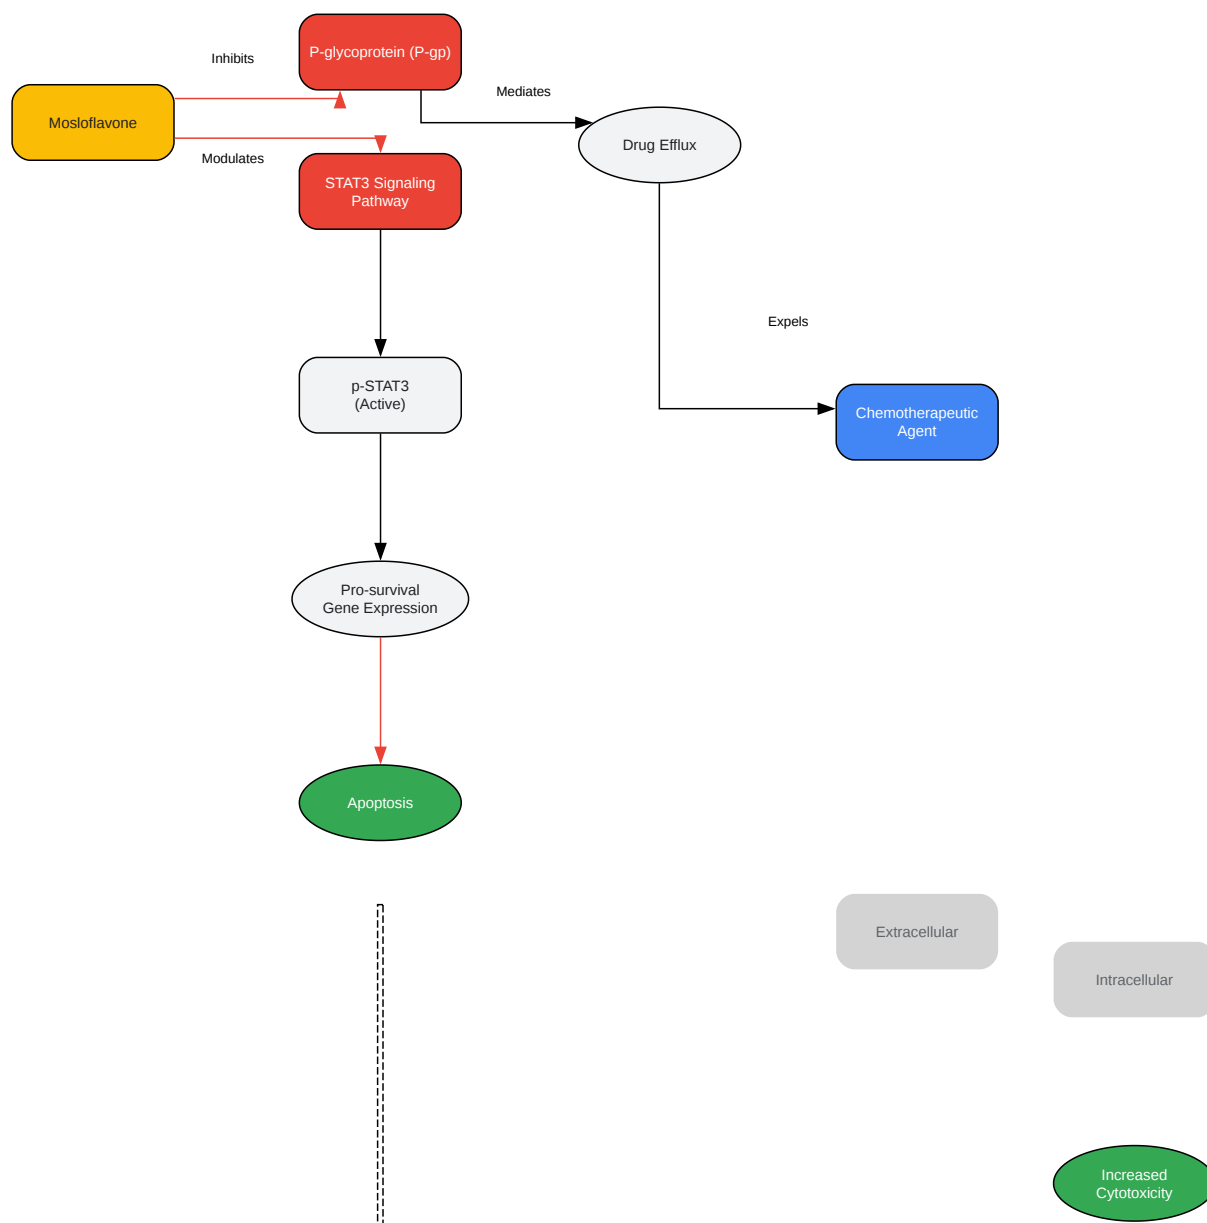 P-glycoprotein (P-gp)
Inhibits
Mediates
Mosloflavone
Drug Efflux
Modulates
STAT3 Signaling
Pathway
Expels
p-STAT3
(Active)
Chemotherapeutic
Agent
Pro-survival
Gene Expression
Apoptosis
Extracellular
Intracellular
Increased
Cytotoxicity